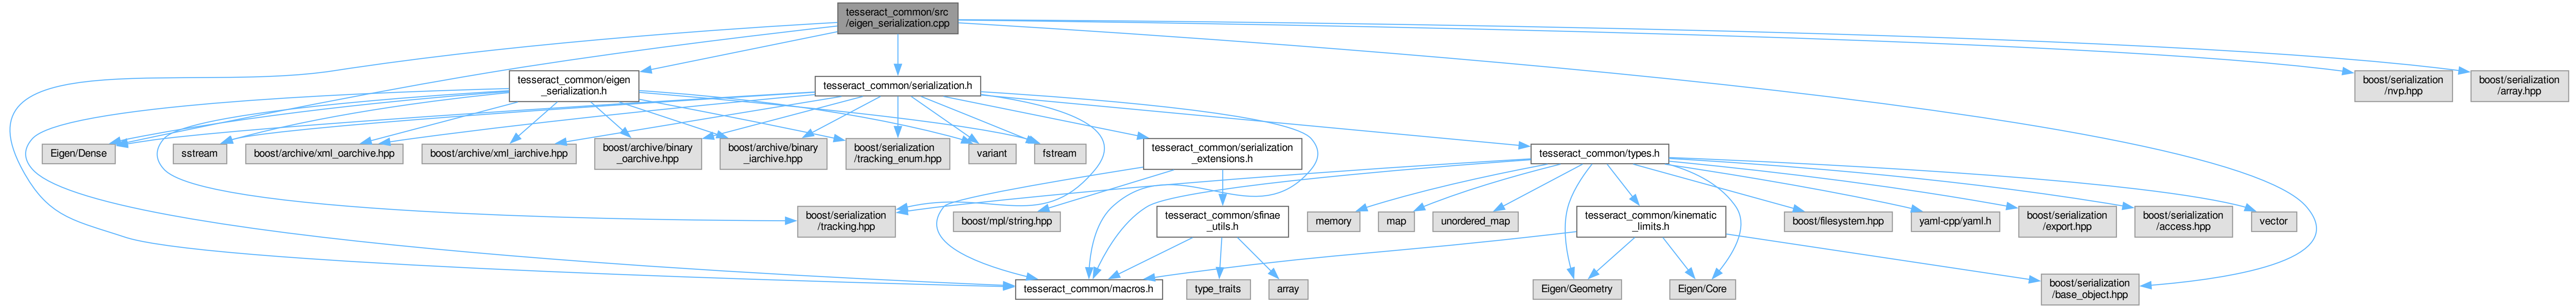 tesseract_common/src
/eigen_serialization.cpp
tesseract_common/eigen
_serialization.h
tesseract_common/serialization.h
boost/serialization
/nvp.hpp
boost/serialization
/array.hpp
Eigen/Dense
sstream
boost/archive/xml_oarchive.hpp
boost/archive/xml_iarchive.hpp
boost/archive/binary
_oarchive.hpp
boost/archive/binary
_iarchive.hpp
boost/serialization
/tracking_enum.hpp
variant
fstream
tesseract_common/serialization
_extensions.h
tesseract_common/types.h
boost/serialization
/tracking.hpp
boost/mpl/string.hpp
tesseract_common/sfinae
_utils.h
memory
map
unordered_map
tesseract_common/kinematic
_limits.h
boost/filesystem.hpp
yaml-cpp/yaml.h
boost/serialization
/export.hpp
boost/serialization
/access.hpp
vector
tesseract_common/macros.h
type_traits
array
Eigen/Geometry
Eigen/Core
boost/serialization
/base_object.hpp